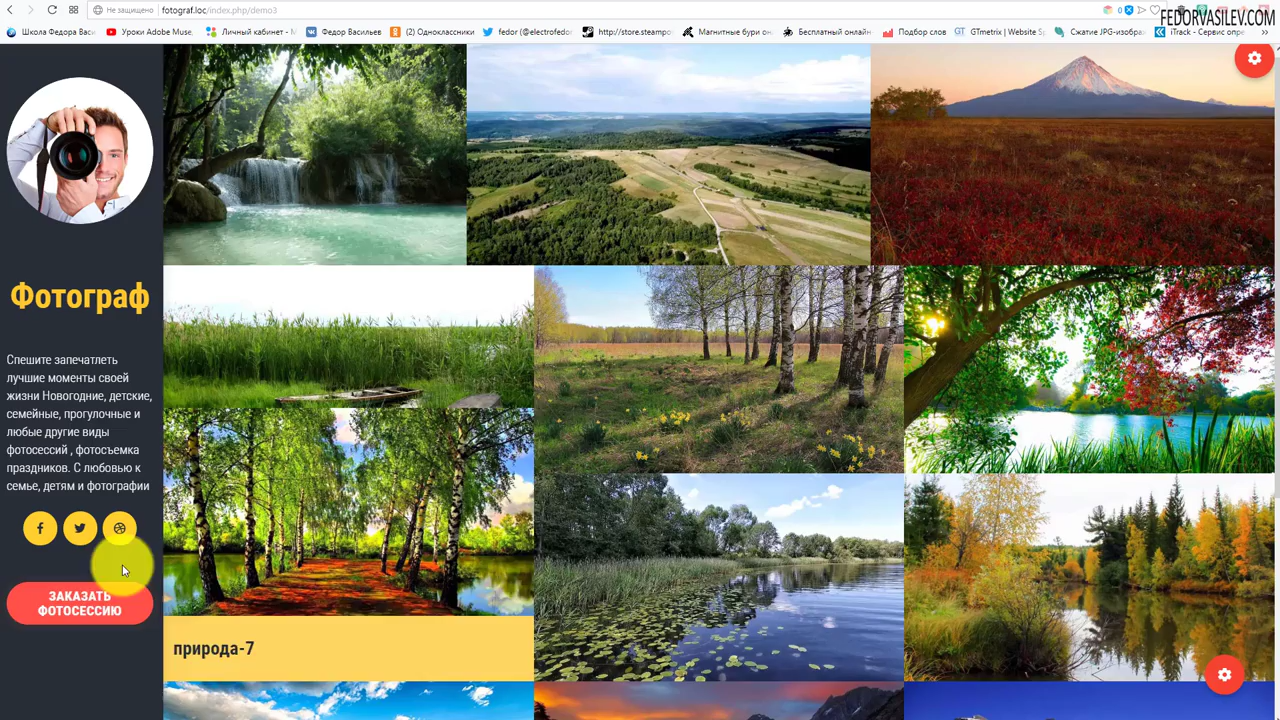 Не защищено
fotograf.loc/index.php/demo3
0
FEDORVASILEV.COM
Школа Федора Васи
Уроки Adobe Muse,
Личный кабинет - М
Федор Васильев
(2) Одноклассники
fedor (@electrofedor
http://store.steampo
Магнитные бури он
Бесплатный онлайн-
Подбор слов
GTmetrix | Website S
Сжатие JPG-изобра
iTrack - Сервис опре
Фотограф
Спешите запечатлеть
лучшие моменты своей
жизни Новогодние, детские,
семейные, прогулочные и
любые другие виды
фотосессий , фотосъемка
праздников. С любовью к
семье, детям и фотографии
ЗАКАЗАТЬ
ФОТОСЕССИЮ
природа-7